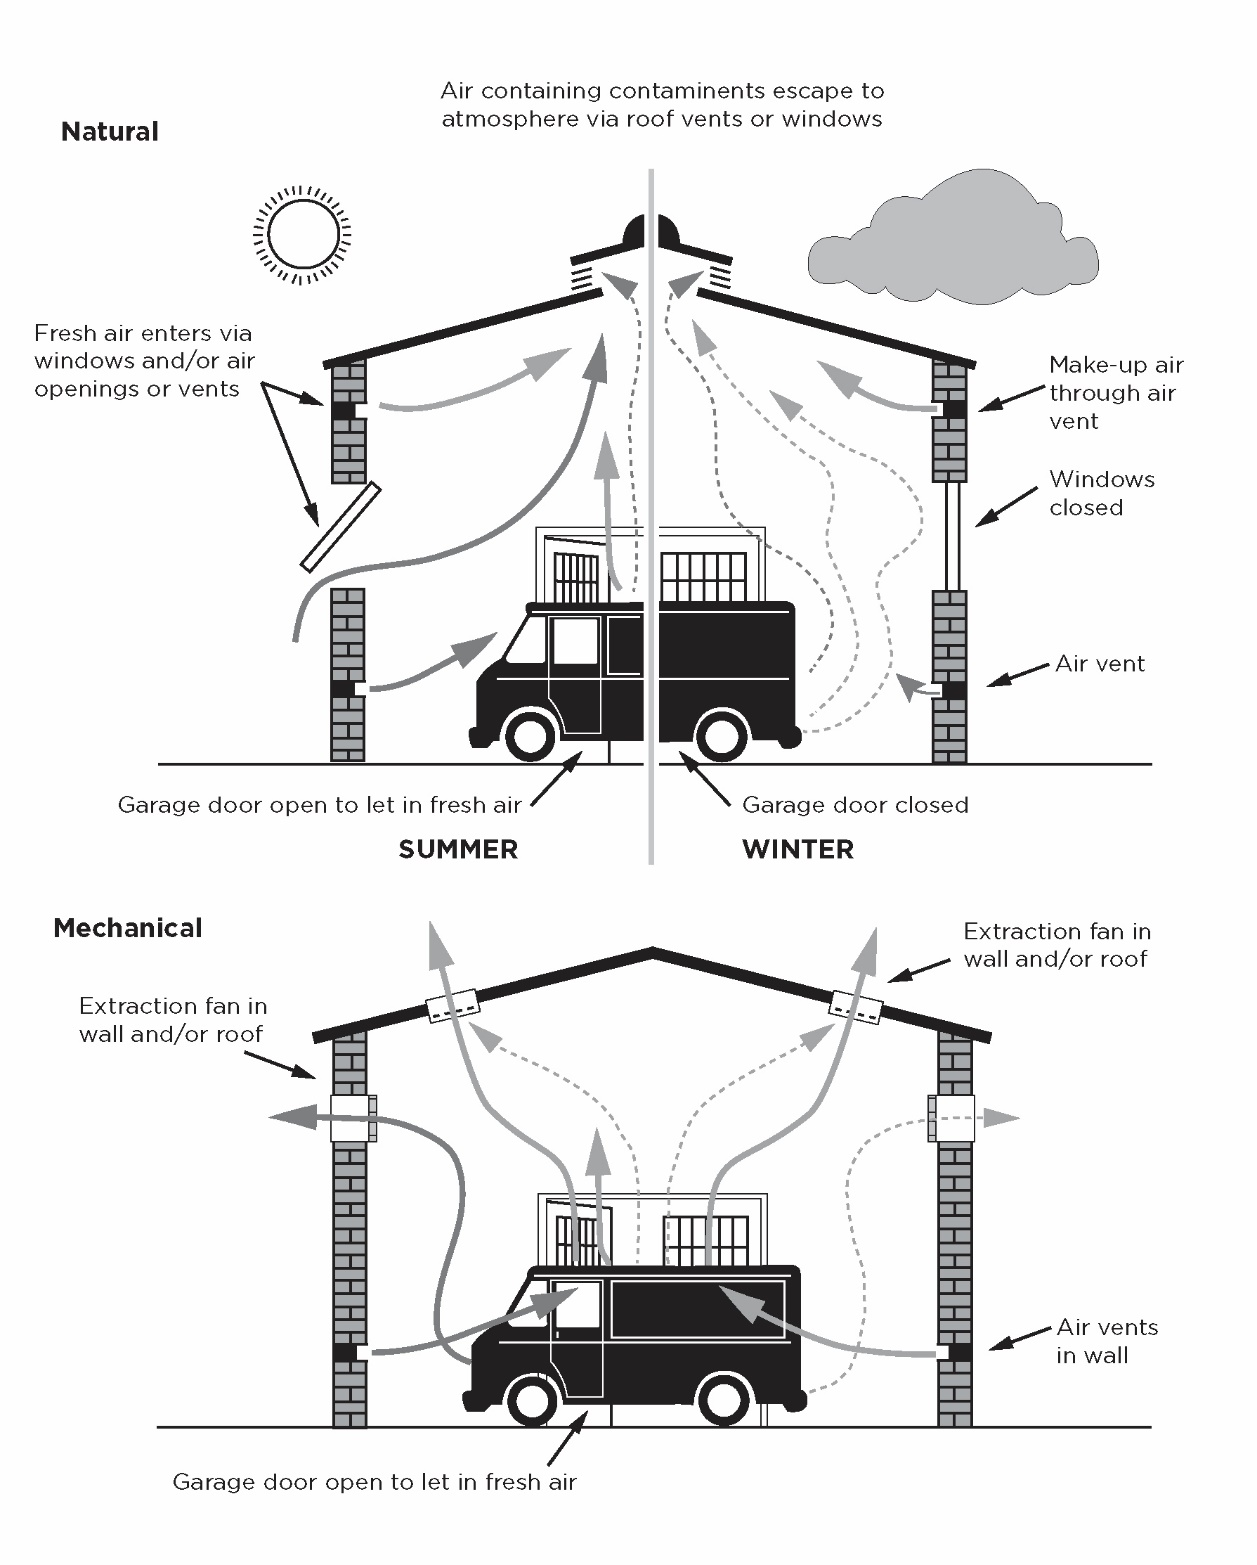 Air containing contaminents escape to
atmosphere via roof vents or windows
Natural
Fresh air enters via
windows and/or air
openings or vents
Make-up air
through air
vent
Windows
closed
Air vent
Garage door open to let in fresh air
Garage door closed
SUMMER
WINTER
Mechanical
Extraction fan in
wall and/or roof
Extraction fan in
wall and/or roof
Air vents
in wall
Garage door open to let in fresh air